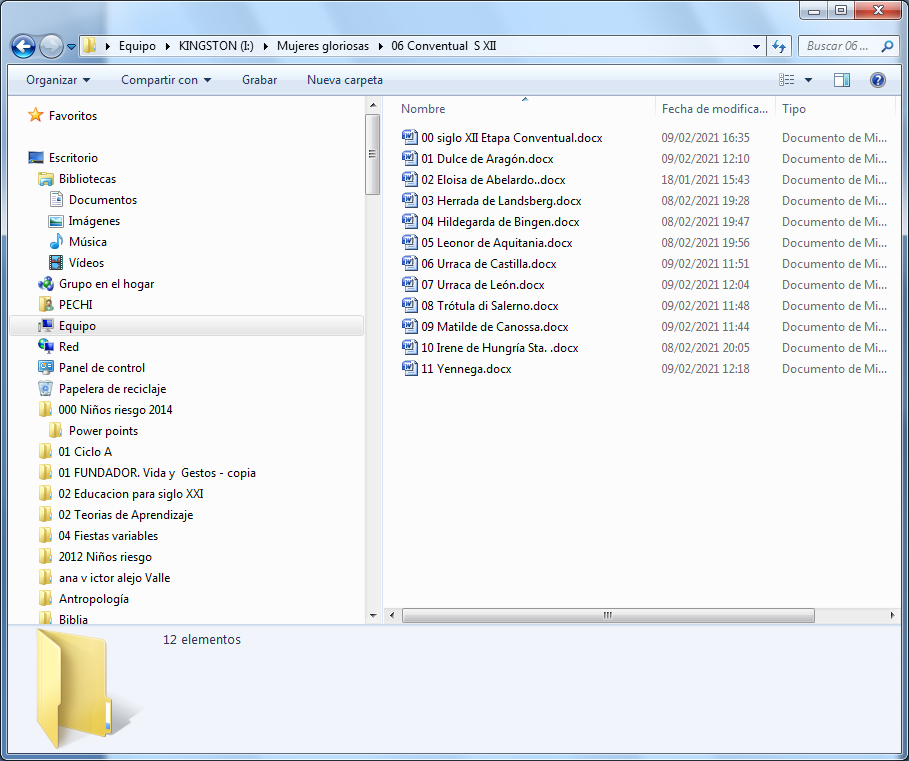 Equipo ▸ KINGSTON (I:) ▸ Mujeres gloriosas ▸ 06 Conventual S XII
Buscar 06 ...
Organizar Compartir con Grabar Nueva carpeta
Favoritos
Escritorio
Bibliotecas
Documentos
Imágenes
Música
Vídeos
Grupo en el hogar
PECHI
Equipo
Red
Panel de control
Papelera de reciclaje
000 Niños riesgo 2014
Power points
01 Ciclo A
01 FUNDADOR. Vida y Gestos - copia
02 Educacion para siglo XXI
02 Teorias de Aprendizaje
04 Fiestas variables
2012 Niños riesgo
ana v ictor alejo Valle
Antropología
Biblia
Nombre Fecha de modifica... Tipo
00 siglo XII Etapa Conventual.docx 09/02/2021 16:35 Documento de Mi...
01 Dulce de Aragón.docx 09/02/2021 12:10 Documento de Mi...
02 Eloisa de Abelardo..docx 18/01/2021 15:43 Documento de Mi...
03 Herrada de Landsberg.docx 08/02/2021 19:28 Documento de Mi...
04 Hildegarda de Bingen.docx 08/02/2021 19:47 Documento de Mi...
05 Leonor de Aquitania.docx 08/02/2021 19:56 Documento de Mi...
06 Urraca de Castilla.docx 09/02/2021 11:51 Documento de Mi...
07 Urraca de León.docx 09/02/2021 12:04 Documento de Mi...
08 Trótula di Salerno.docx 09/02/2021 11:48 Documento de Mi...
09 Matilde de Canossa.docx 09/02/2021 11:44 Documento de Mi...
10 Irene de Hungría Sta. .docx 08/02/2021 20:05 Documento de Mi...
11 Yennega.docx 09/02/2021 12:18 Documento de Mi...
12 elementos